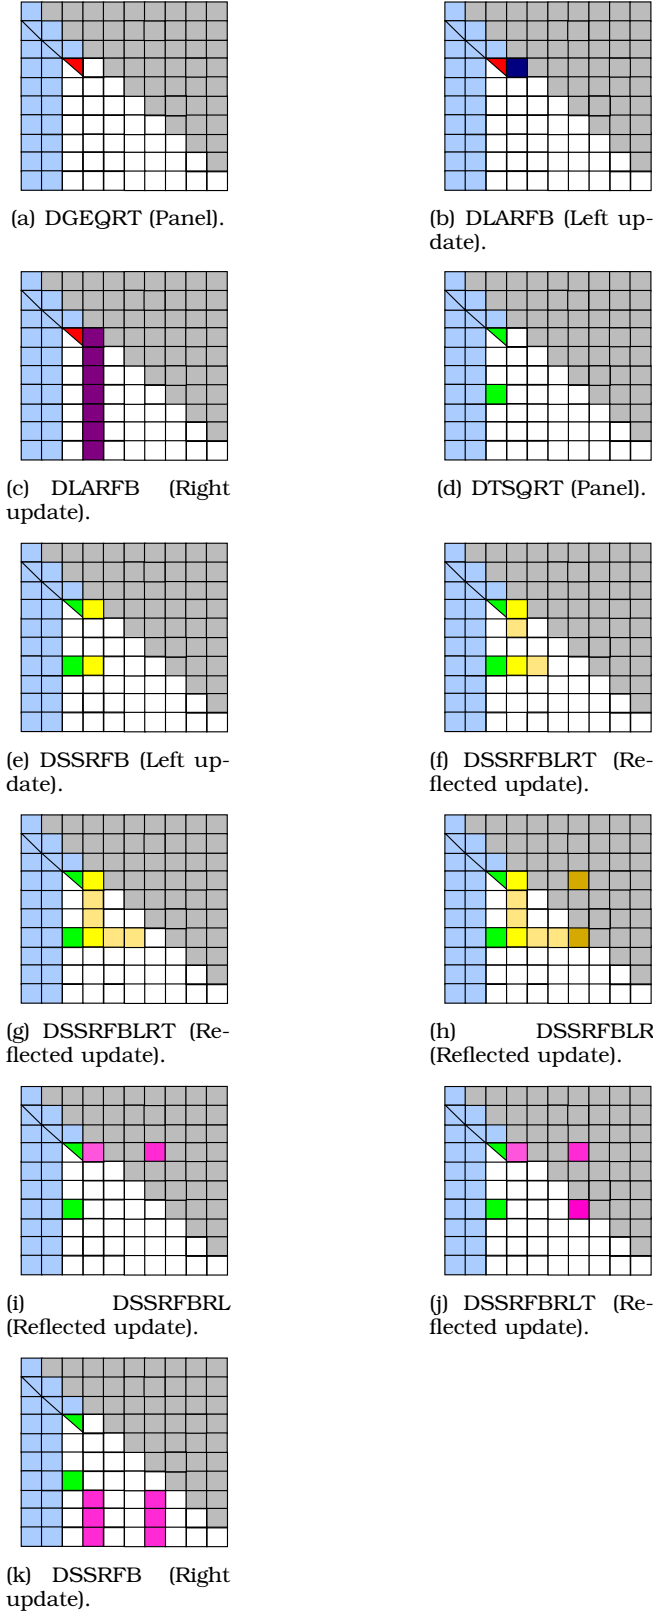 (a) DGEQRT (Panel).
(b) DLARFB (Left up-
date).
(c) DLARFB (Right
update).
(d) DTSQRT (Panel).
(e) DSSRFB (Left up-
date).
(f) DSSRFBLRT (Re-
flected update).
(g) DSSRFBLRT (Re-
flected update).
(h) DSSRFBLR
(Reflected update).
(i) DSSRFBRL
(Reflected update).
(j) DSSRFBRLT (Re-
flected update).
(k) DSSRFB (Right
update).